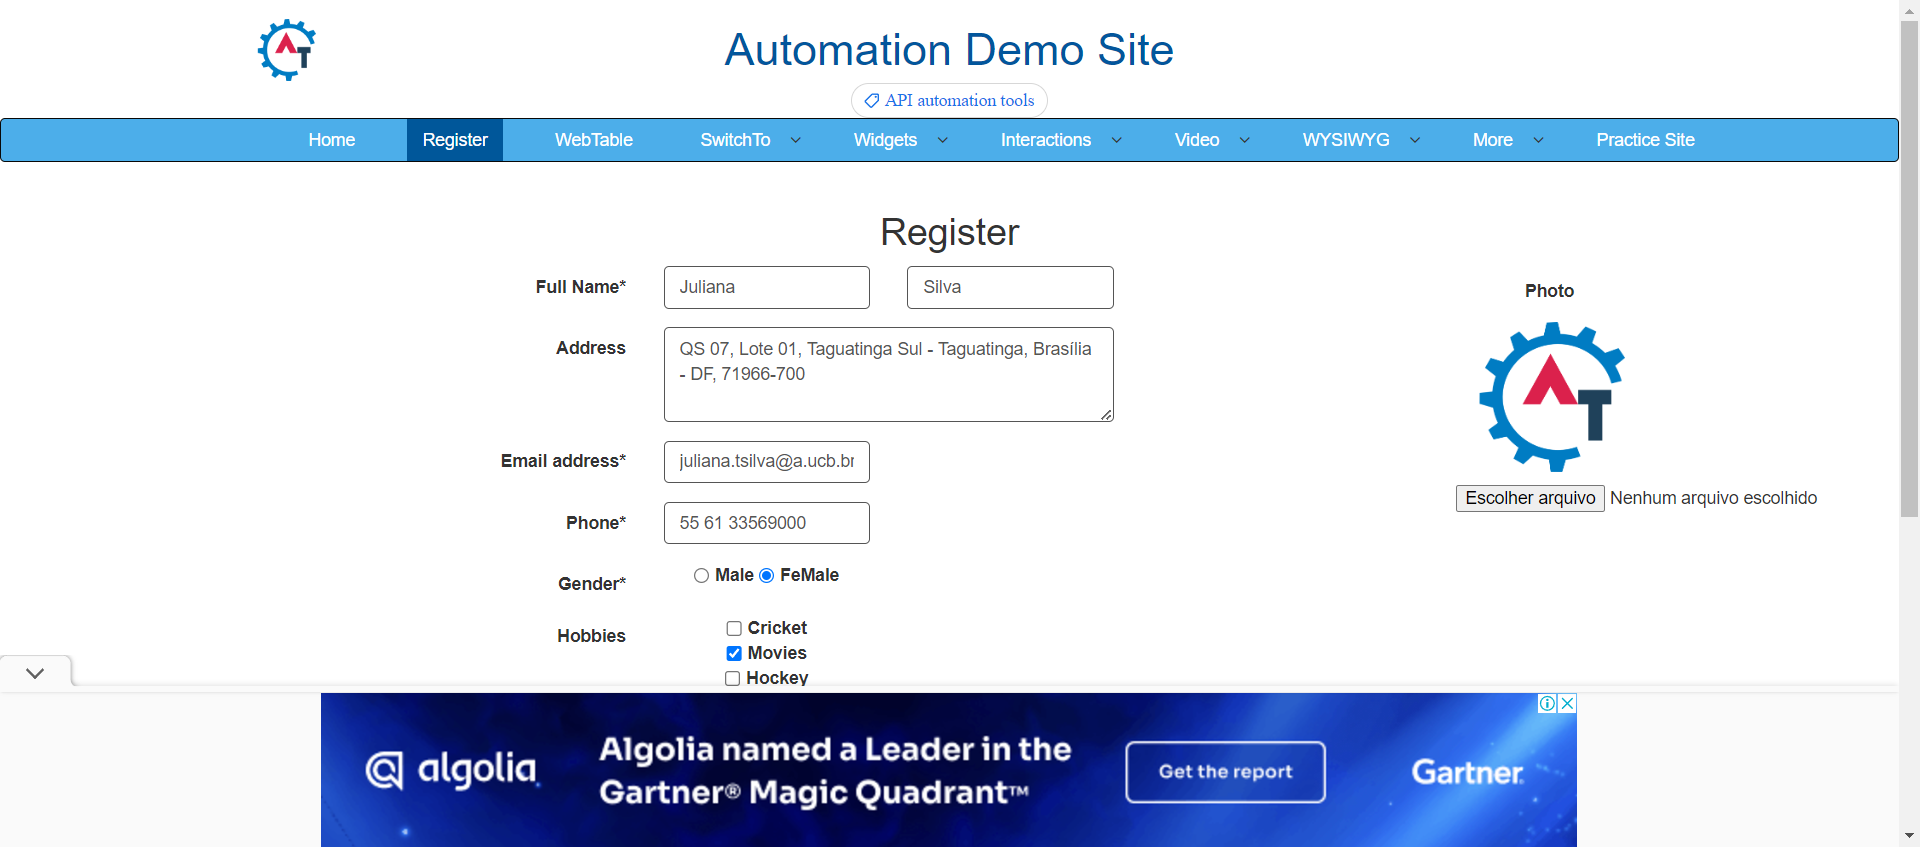 AT
Automation Demo Site
API automation tools
Home Register WebTable SwitchTo Widgets Interactions Video WYSIWYG More Practice Site
Register
Full Name* Juliana Silva
Photo
Address QS 07, Lote 01, Taguatinga Sul - Taguatinga, Brasília
- DF, 71966-700
AT
Email address* juliana.tsilva@a.ucb.br
Escolher arquivo Nenhum arquivo escolhido
Phone* 55 61 33569000
Gender* Male FeMale
Hobbies Cricket
Movies
Hockey
algolia
Algolia named a Leader in the
Gartner® Magic Quadrant™
Get the report
Gartner